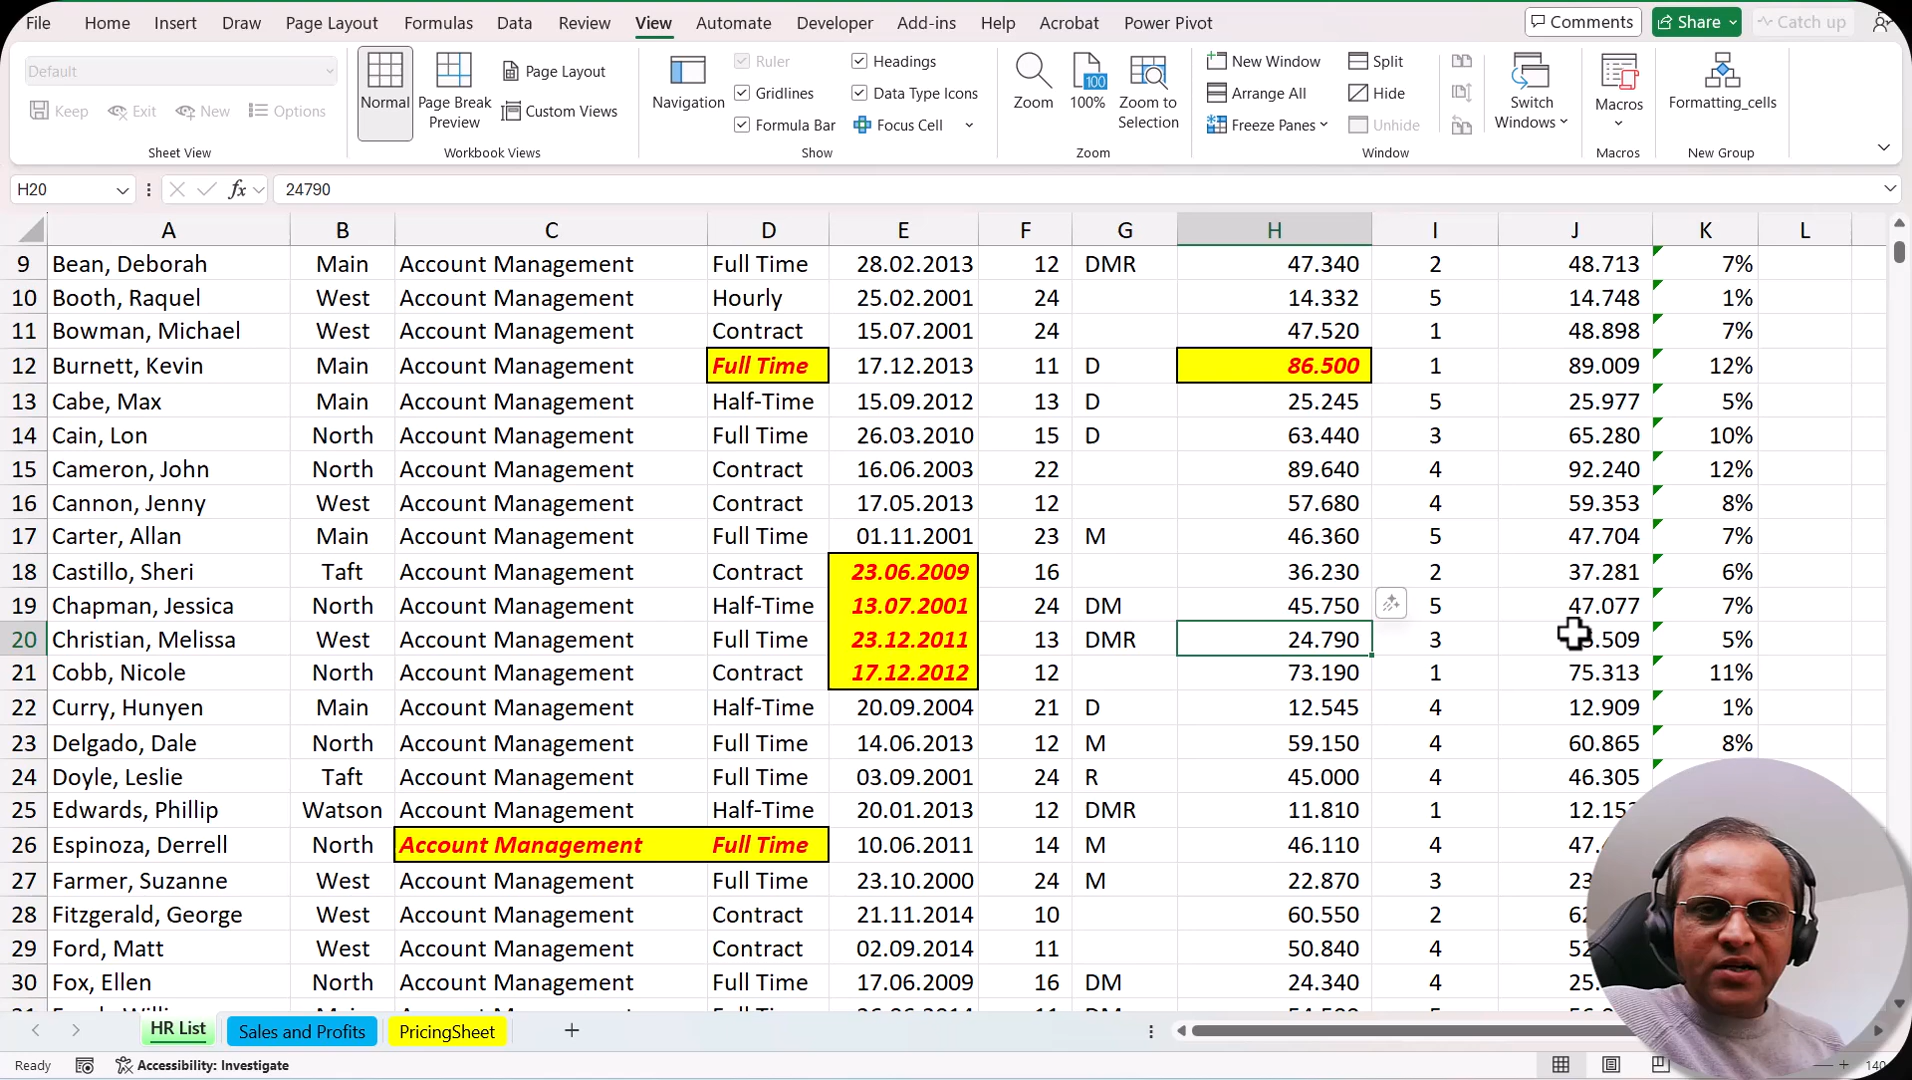 File Home Insert Draw Page Layout Formulas Data Review View Automate Developer Add-ins Help Acrobat Power Pivot Comments Share Catch up
Default
Keep Exit New Options
Sheet View
Normal
Page Break Preview
Page Layout
Custom Views
Workbook Views
Navigation
Ruler
Gridlines
Formula Bar
Headings
Data Type Icons
Focus Cell
Show
Zoom
100
100%
Zoom to Selection
Zoom
New Window
Arrange All
Freeze Panes
Split
Hide
Unhide
Switch Windows
Window
Macros
Macros
Formatting_cells
New Group
H20 fx 24790
A B C D E F G H I J K L
9 Bean, Deborah Main Account Management Full Time 28.02.2013 12 DMR 47.340 2 48.713 7%
10 Booth, Raquel West Account Management Hourly 25.02.2001 24 14.332 5 14.748 1%
11 Bowman, Michael West Account Management Contract 15.07.2001 24 47.520 1 48.898 7%
12 Burnett, Kevin Main Account Management Full Time 17.12.2013 11 D 86.500 1 89.009 12%
13 Cabe, Max Main Account Management Half-Time 15.09.2012 13 D 25.245 5 25.977 5%
14 Cain, Lon North Account Management Full Time 26.03.2010 15 D 63.440 3 65.280 10%
15 Cameron, John North Account Management Contract 16.06.2003 22 89.640 4 92.240 12%
16 Cannon, Jenny West Account Management Contract 17.05.2013 12 57.680 4 59.353 8%
17 Carter, Allan Main Account Management Full Time 01.11.2001 23 M 46.360 5 47.704 7%
18 Castillo, Sheri Taft Account Management Contract 23.06.2009 16 36.230 2 37.281 6%
19 Chapman, Jessica North Account Management Half-Time 13.07.2001 24 DM 45.750 5 47.077 7%
20 Christian, Melissa West Account Management Full Time 23.12.2011 13 DMR 24.790 3 .509 5%
21 Cobb, Nicole North Account Management Contract 17.12.2012 12 73.190 1 75.313 11%
22 Curry, Hunyen Main Account Management Half-Time 20.09.2004 21 D 12.545 4 12.909 1%
23 Delgado, Dale North Account Management Full Time 14.06.2013 12 M 59.150 4 60.865 8%
24 Doyle, Leslie Taft Account Management Full Time 03.09.2001 24 R 45.000 4 46.305
25 Edwards, Phillip Watson Account Management Half-Time 20.01.2013 12 DMR 11.810 1 12.15
26 Espinoza, Derrell North Account Management Full Time 10.06.2011 14 M 46.110 4 47.
27 Farmer, Suzanne West Account Management Full Time 23.10.2000 24 M 22.870 3 23
28 Fitzgerald, George West Account Management Contract 21.11.2014 10 60.550 2
29 Ford, Matt West Account Management Contract 02.09.2014 11 50.840 4
30 Fox, Ellen North Account Management Full Time 17.06.2009 16 DM 24.340 4 25.
HR List Sales and Profits PricingSheet
Ready Accessibility: Investigate 140